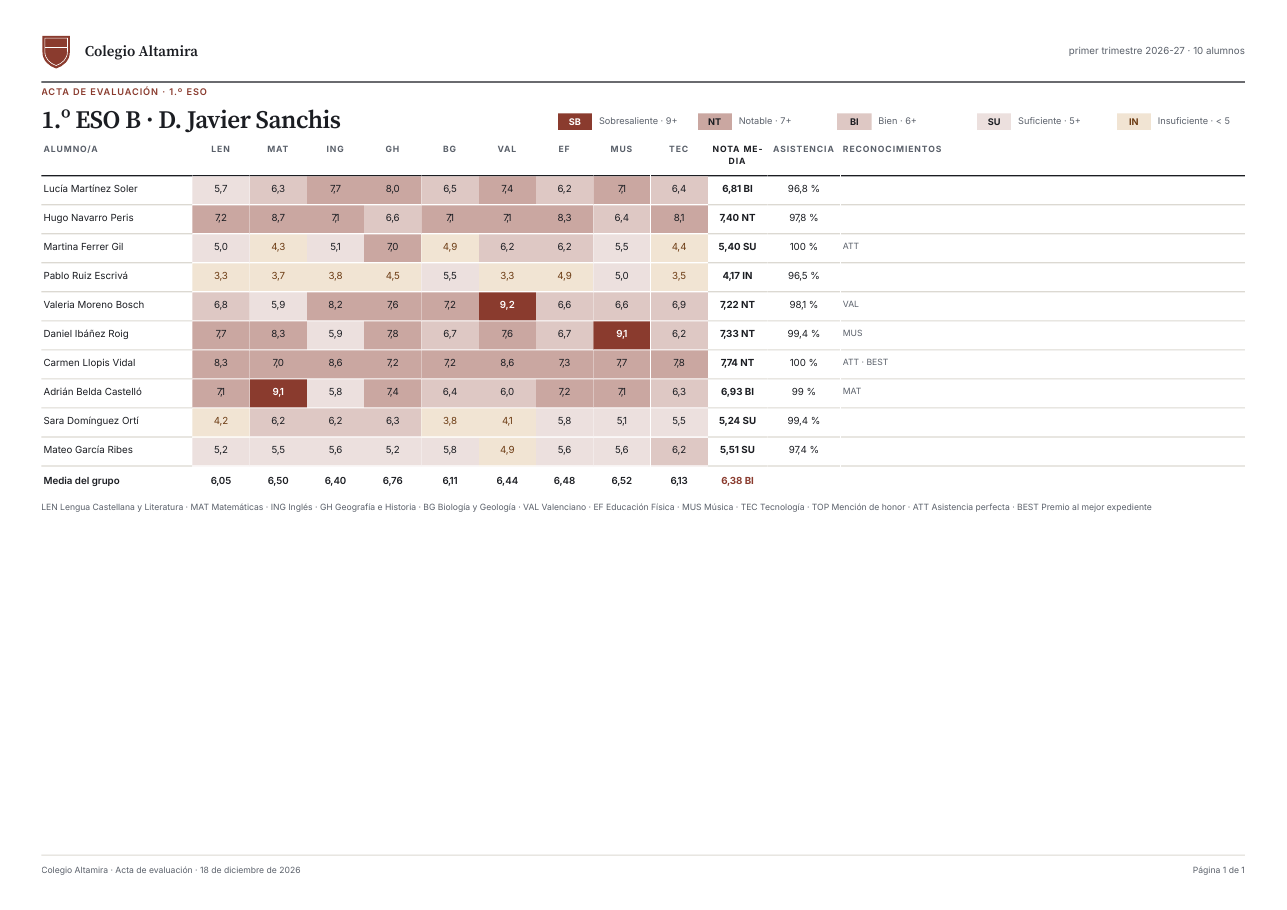 Colegio Altamira
primer trimestre 2026-27 · 10 alumnos
ACTA DE EVALUACIÓN · 1.º ESO
1.º ESO B · D. Javier Sanchis
SB Sobresaliente · 9+ NT Notable · 7+ BI Bien · 6+ SU Suficiente · 5+ IN Insuficiente · < 5
ALUMNO/A LEN MAT ING GH BG VAL EF MUS TEC NOTA ME-
DIA ASISTENCIA RECONOCIMIENTOS
Lucía Martínez Soler 5,7 6,3 7,7 8,0 6,5 7,4 6,2 7,1 6,4 6,81 BI 96,8 %
Hugo Navarro Peris 7,2 8,7 7,1 6,6 7,1 7,1 8,3 6,4 8,1 7,40 NT 97,8 %
Martina Ferrer Gil 5,0 4,3 5,1 7,0 4,9 6,2 6,2 5,5 4,4 5,40 SU 100 % ATT
Pablo Ruiz Escrivá 3,3 3,7 3,8 4,5 5,5 3,3 4,9 5,0 3,5 4,17 IN 96,5 %
Valeria Moreno Bosch 6,8 5,9 8,2 7,6 7,2 9,2 6,6 6,6 6,9 7,22 NT 98,1 % VAL
Daniel Ibáñez Roig 7,7 8,3 5,9 7,8 6,7 7,6 6,7 9,1 6,2 7,33 NT 99,4 % MUS
Carmen Llopis Vidal 8,3 7,0 8,6 7,2 7,2 8,6 7,3 7,7 7,8 7,74 NT 100 % ATT · BEST
Adrián Belda Castelló 7,1 9,1 5,8 7,4 6,4 6,0 7,2 7,1 6,3 6,93 BI 99 % MAT
Sara Domínguez Ortí 4,2 6,2 6,2 6,3 3,8 4,1 5,8 5,1 5,5 5,24 SU 99,4 %
Mateo García Ribes 5,2 5,5 5,6 5,2 5,8 4,9 5,6 5,6 6,2 5,51 SU 97,4 %
Media del grupo 6,05 6,50 6,40 6,76 6,11 6,44 6,48 6,52 6,13 6,38 BI
LEN Lengua Castellana y Literatura · MAT Matemáticas · ING Inglés · GH Geografía e Historia · BG Biología y Geología · VAL Valenciano · EF Educación Física · MUS Música · TEC Tecnología · TOP Mención de honor · ATT Asistencia perfecta · BEST Premio al mejor expediente
Colegio Altamira · Acta de evaluación · 18 de diciembre de 2026
Página 1 de 1